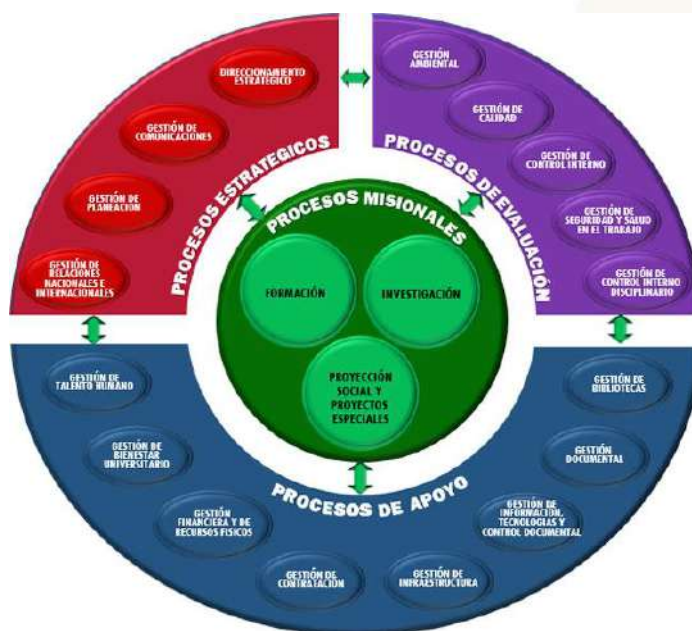 DIRECCIONAMIENTO
ESTRATÉGICO
GESTIÓN DE
COMUNICACIONES
GESTIÓN DE
PLANEACIÓN
GESTIÓN DE
RELACIONES
NACIONALES E
INTERNACIONALES
PROCESOS ESTRATEGICOS
GESTIÓN
AMBIENTAL
GESTIÓN DE
CALIDAD
GESTIÓN DE
CONTROL INTERNO
GESTIÓN DE
SEGURIDAD Y SALUD
EN EL TRABAJO
GESTIÓN DE
CONTROL INTERNO
DISCIPLINARIO
PROCESOS DE EVALUACIÓN
PROCESOS MISIONALES
FORMACIÓN
INVESTIGACIÓN
PROYECCIÓN
SOCIAL Y
PROYECTOS
ESPECIALES
GESTIÓN DE
TALENTO HUMANO
GESTIÓN DE
BIENESTAR
UNIVERSITARIO
GESTIÓN
FINANCIERA Y DE
RECURSOS FISICOS
GESTIÓN DE
CONTRATACIÓN
GESTIÓN DE
INFRAESTRUCTURA
GESTIÓN DE
INFORMACIÓN,
TECNOLOGIAS Y
CONTROL DOCUMENTAL
GESTIÓN
DOCUMENTAL
GESTIÓN DE
BIBLIOTECAS
PROCESOS DE APOYO